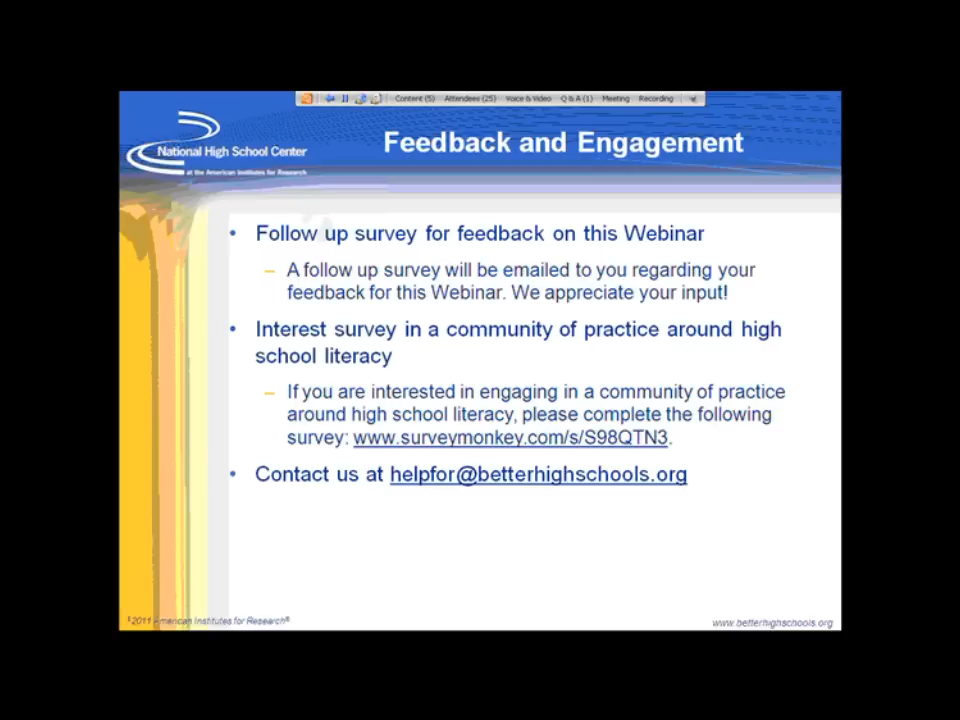 Content (5) Attendees (25) Voice & Video Q & A (1) Meeting Recording
National High School Center
at the American Institutes for Research
Feedback and Engagement
• Follow up survey for feedback on this Webinar
– A follow up survey will be emailed to you regarding your
feedback for this Webinar. We appreciate your input!
• Interest survey in a community of practice around high
school literacy
– If you are interested in engaging in a community of practice
around high school literacy, please complete the following
survey: www.surveymonkey.com/s/S98QTN3.
• Contact us at helpfor@betterhighschools.org
2011 American Institutes for Research®
www.betterhighschools.org